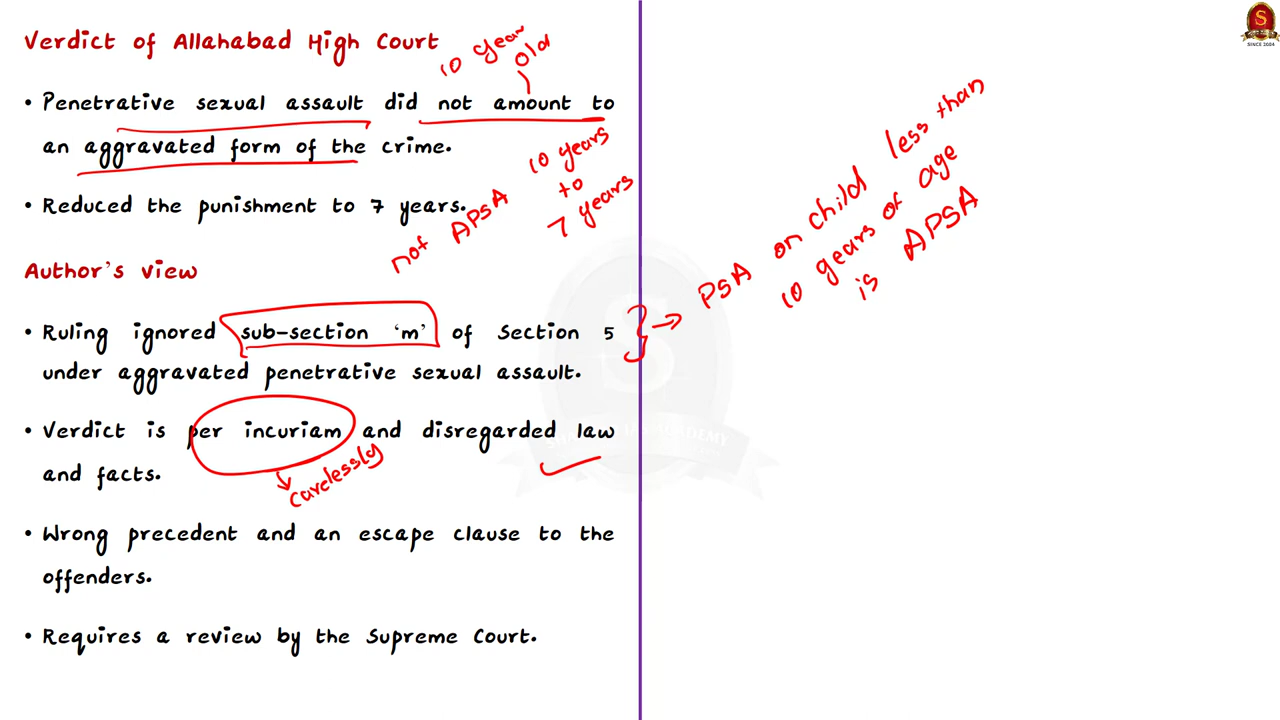 Verdict of Allahabad High Court
10 year
old
• Penetrative sexual assault did not amount to
an aggravated form of the crime.
• Reduced the punishment to 7 years.
not APSA
10 years
to
7 years
Author's view
• Ruling ignored sub-section 'm' of Section 5
under aggravated penetrative sexual assault.
• Verdict is per incuriam and disregarded law
and facts.
carelessly
• Wrong precedent and an escape clause to the
offenders.
• Requires a review by the Supreme Court.
PSA on child less than
10 years of age
is APSA
S
SINCE 2004